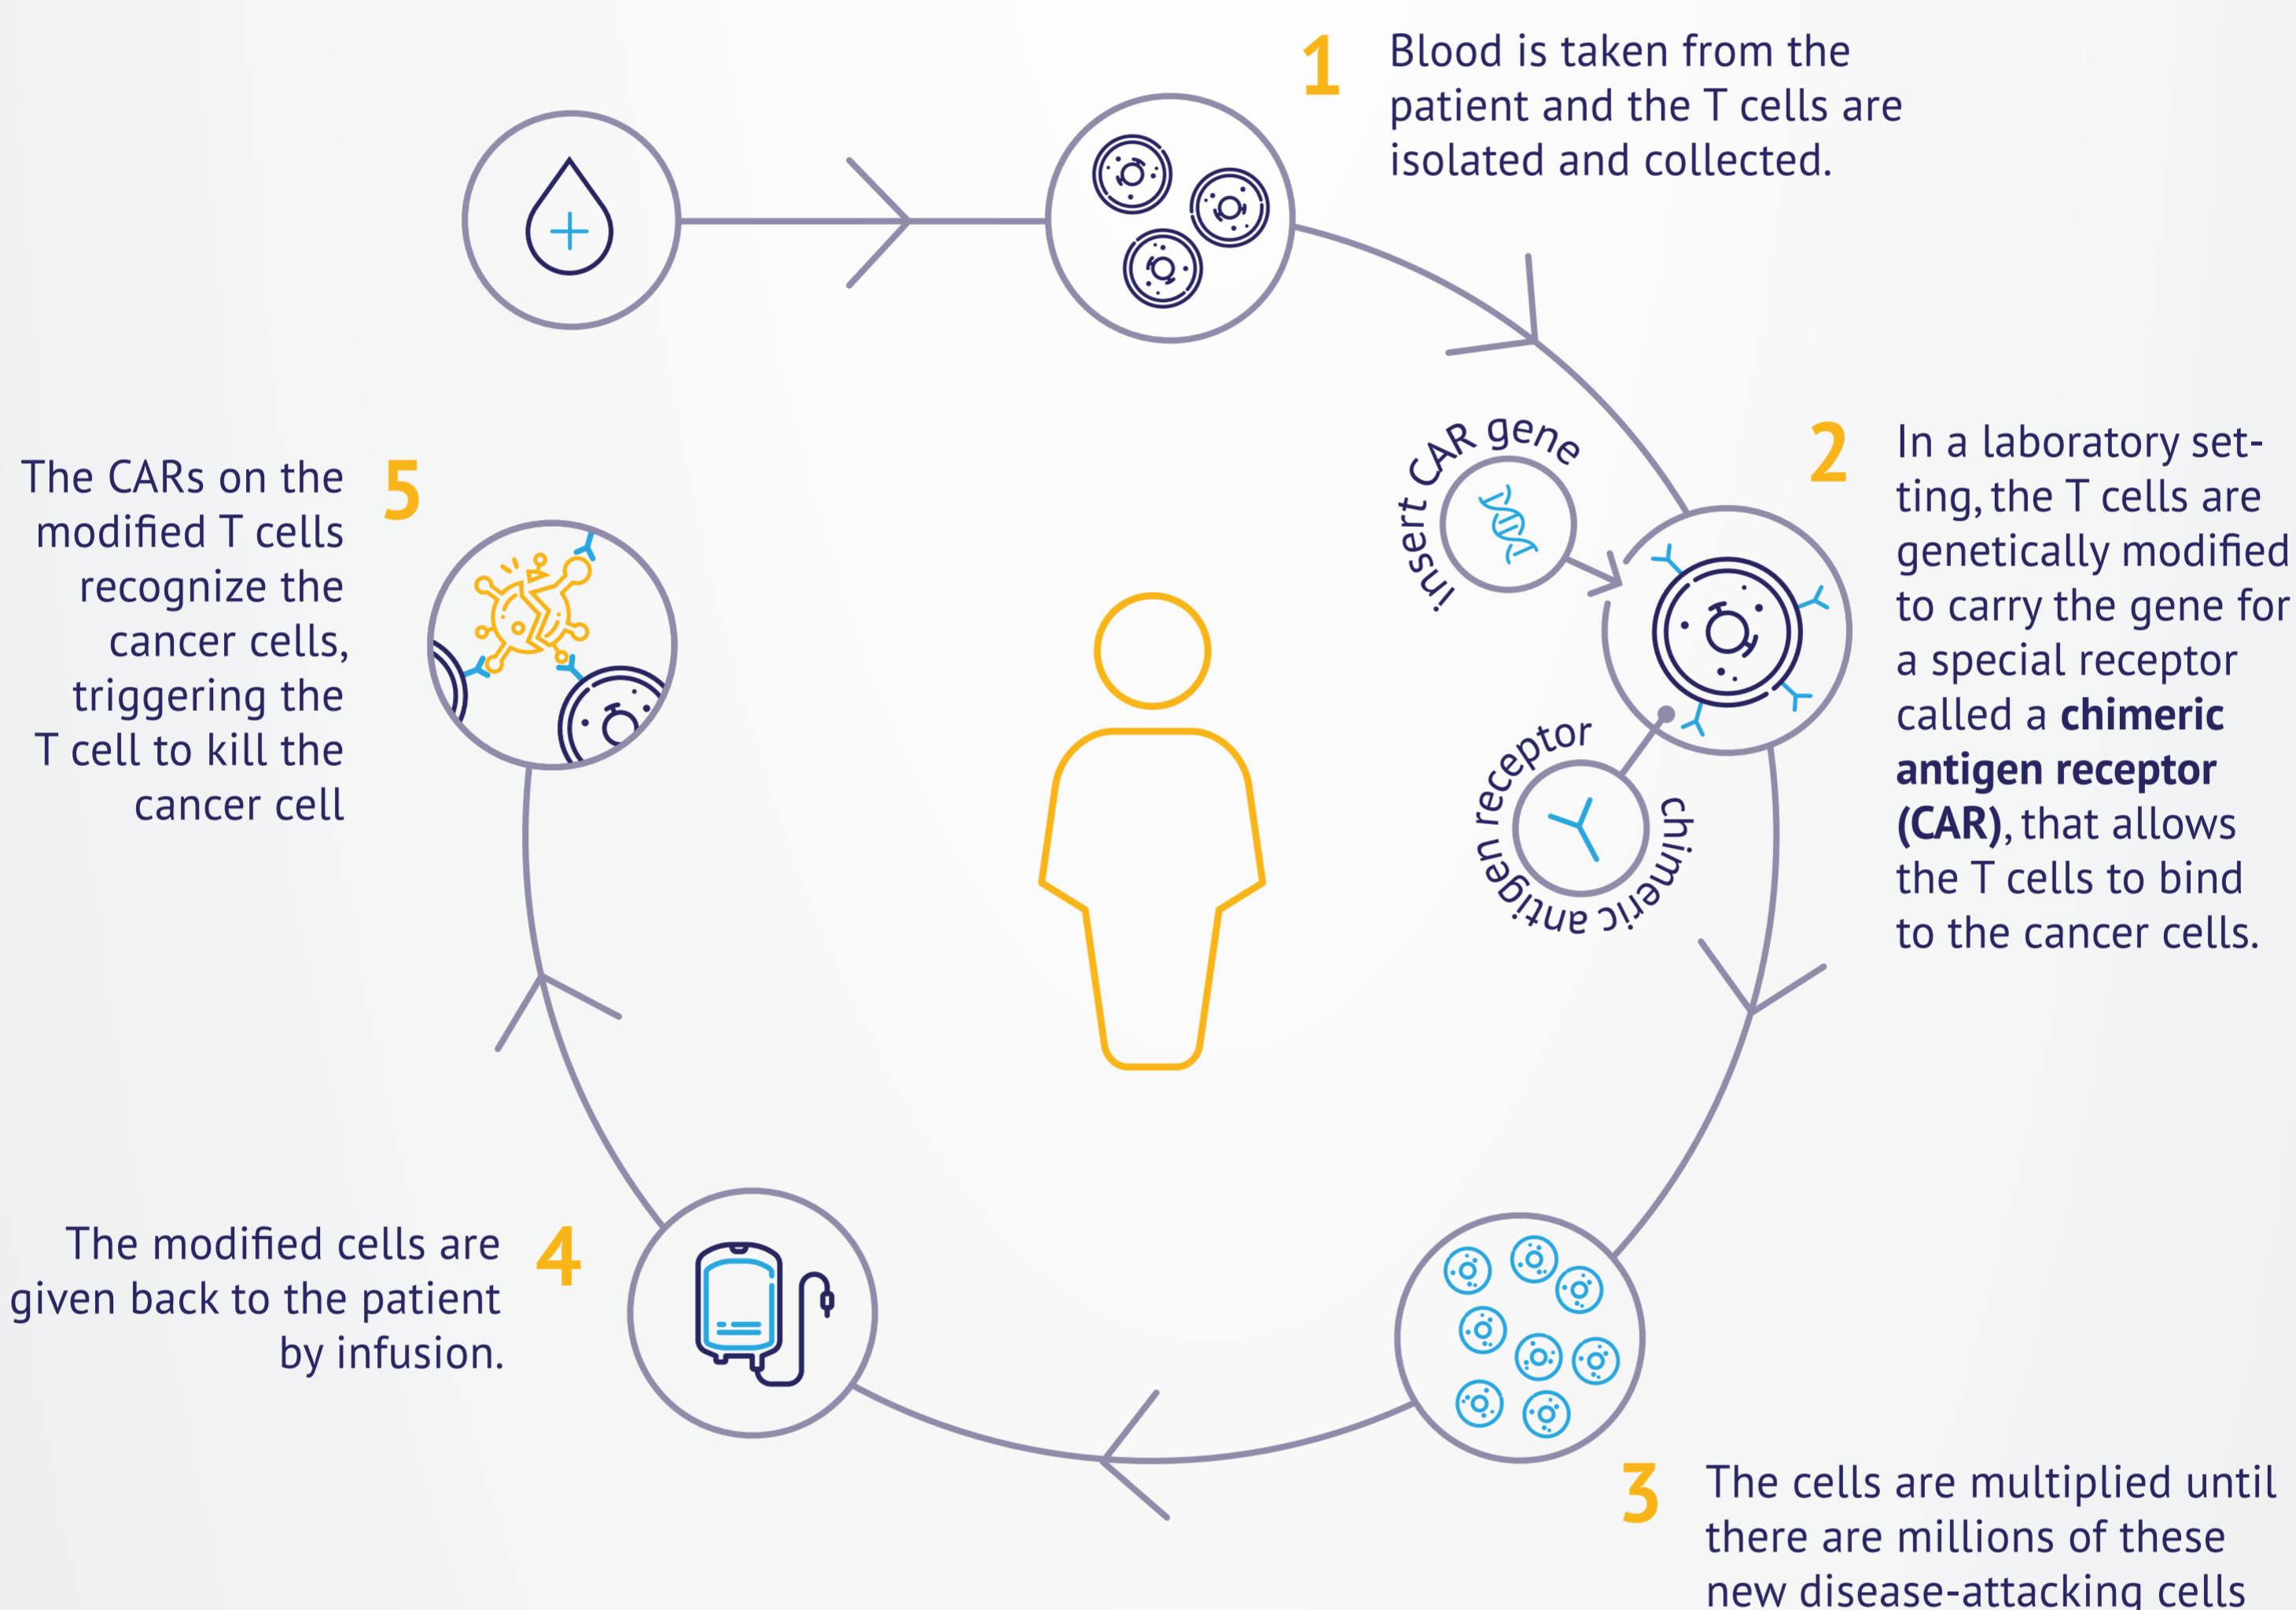 1
Blood is taken from the
patient and the T cells are
isolated and collected.
insert CAR gene
2
In a laboratory set-
ting, the T cells are
genetically modified
to carry the gene for
a special receptor
called a chimeric
antigen receptor
(CAR), that allows
the T cells to bind
to the cancer cells.
chimeric antigen receptor
3
The cells are multiplied until
there are millions of these
new disease-attacking cells
4
The modified cells are
given back to the patient
by infusion.
5
The CARs on the
modified T cells
recognize the
cancer cells,
triggering the
T cell to kill the
cancer cell